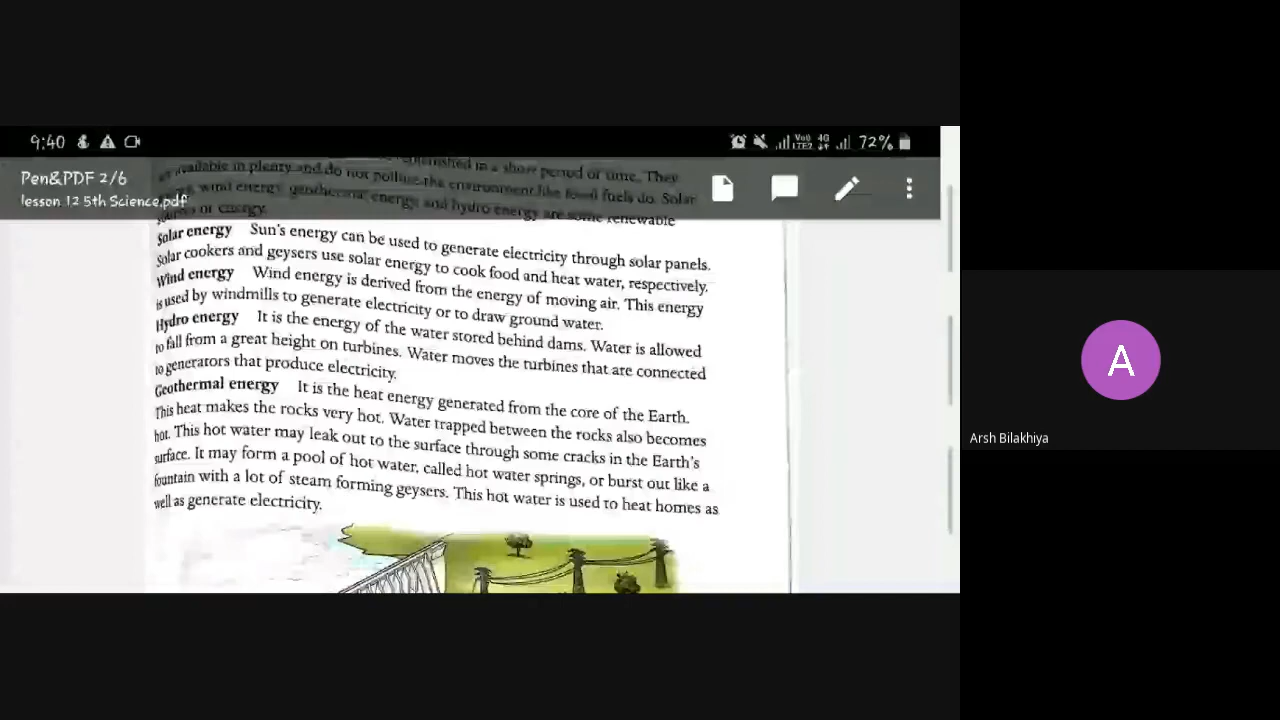 9:40
VoD 4G
LTE2
72%
Pen&PDF 2/6
lesson 12 5th Science.pdf
replenished in a short period of time. They
available in plenty and do not pollute the environment like fossil fuels do. Solar
wind energy, geothermal energy and hydro energy are some renewable
sources of energy.
Solar energy Sun's energy can be used to generate electricity through solar panels.
Solar cookers and geysers use solar energy to cook food and heat water, respectively.
Wind energy Wind energy is derived from the energy of moving air. This energy
is used by windmills to generate electricity or to draw ground water.
Hydro energy It is the energy of the water stored behind dams. Water is allowed
to fall from a great height on turbines. Water moves the turbines that are connected
to generators that produce electricity.
Geothermal energy It is the heat energy generated from the core of the Earth.
This heat makes the rocks very hot. Water trapped between the rocks also becomes
hot. This hot water may leak out to the surface through some cracks in the Earth's
surface. It may form a pool of hot water, called hot water springs, or burst out like a
fountain with a lot of steam forming geysers. This hot water is used to heat homes as
well as generate electricity.
A
Arsh Bilakhiya